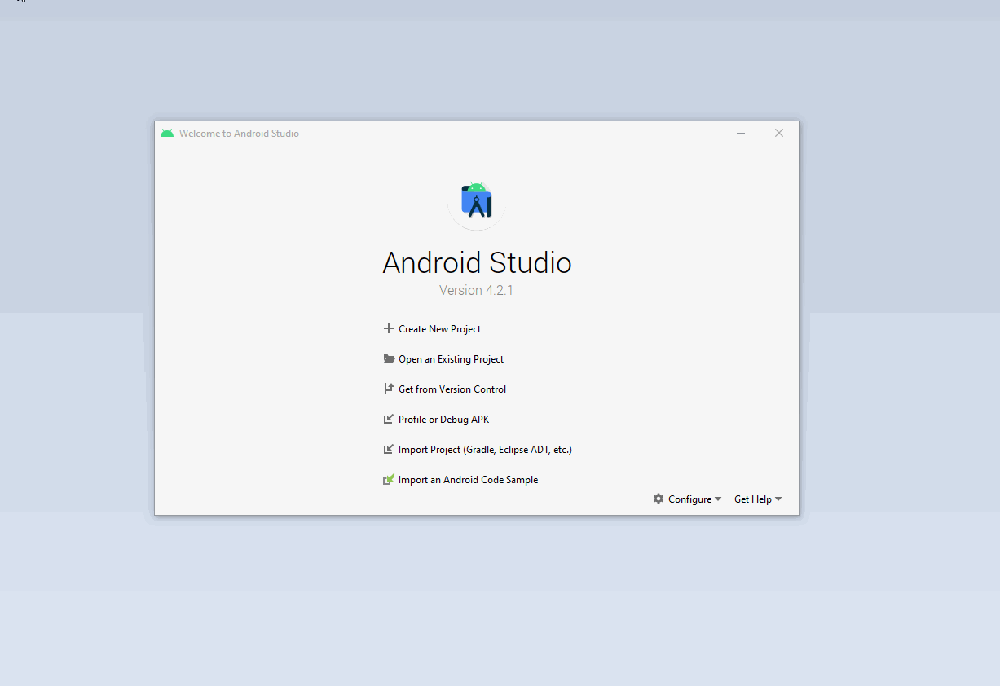 Welcome to Android Studio
Android Studio
Version 4.2.1
Create New Project
Open an Existing Project
Get from Version Control
Profile or Debug APK
Import Project (Gradle, Eclipse ADT, etc.)
Import an Android Code Sample
Configure Get Help